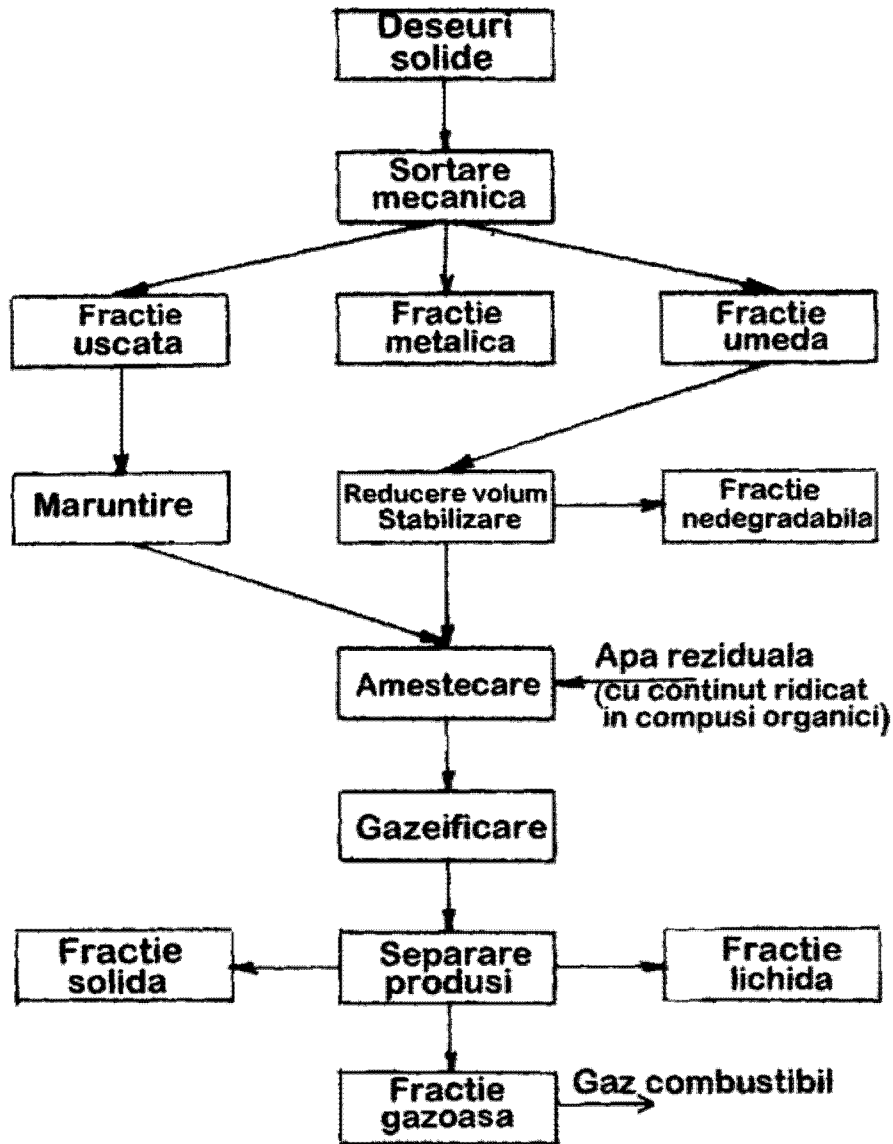 Deseuri
solide
Sortare
mecanica
Fractie
uscata
Fractie
metalica
Fractie
umeda
Maruntire
Reducere volum
Stabilizare
Fractie
nedegradabila
Amestecare
Apa reziduala
(cu continut ridicat
in compusi organici)
Gazeificare
Fractie
solida
Separare
produsi
Fractie
lichida
Fractie
gazoasa
Gaz combustibil